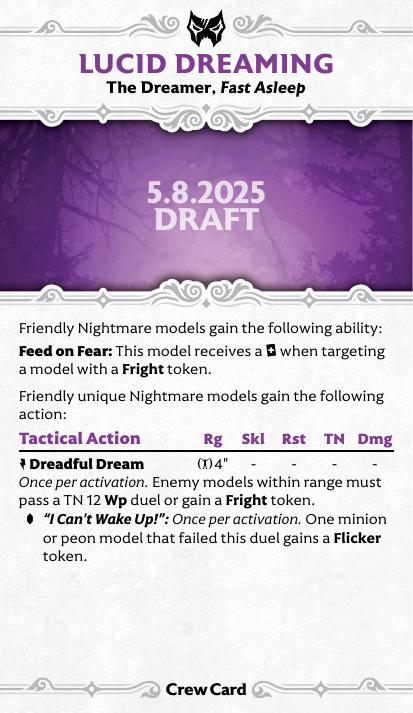 LUCID DREAMING
The Dreamer, Fast Asleep
5.8.2025
DRAFT
Friendly Nightmare models gain the following ability:
Feed on Fear: This model receives a when targeting
a model with a Fright token.
Friendly unique Nightmare models gain the following
action:
Tactical Action Rg Skl Rst TN Dmg
Dreadful Dream 4" - - - -
Once per activation. Enemy models within range must
pass a TN 12 Wp duel or gain a Fright token.
"I Can't Wake Up!": Once per activation. One minion
or peon model that failed this duel gains a Flicker
token.
Crew Card